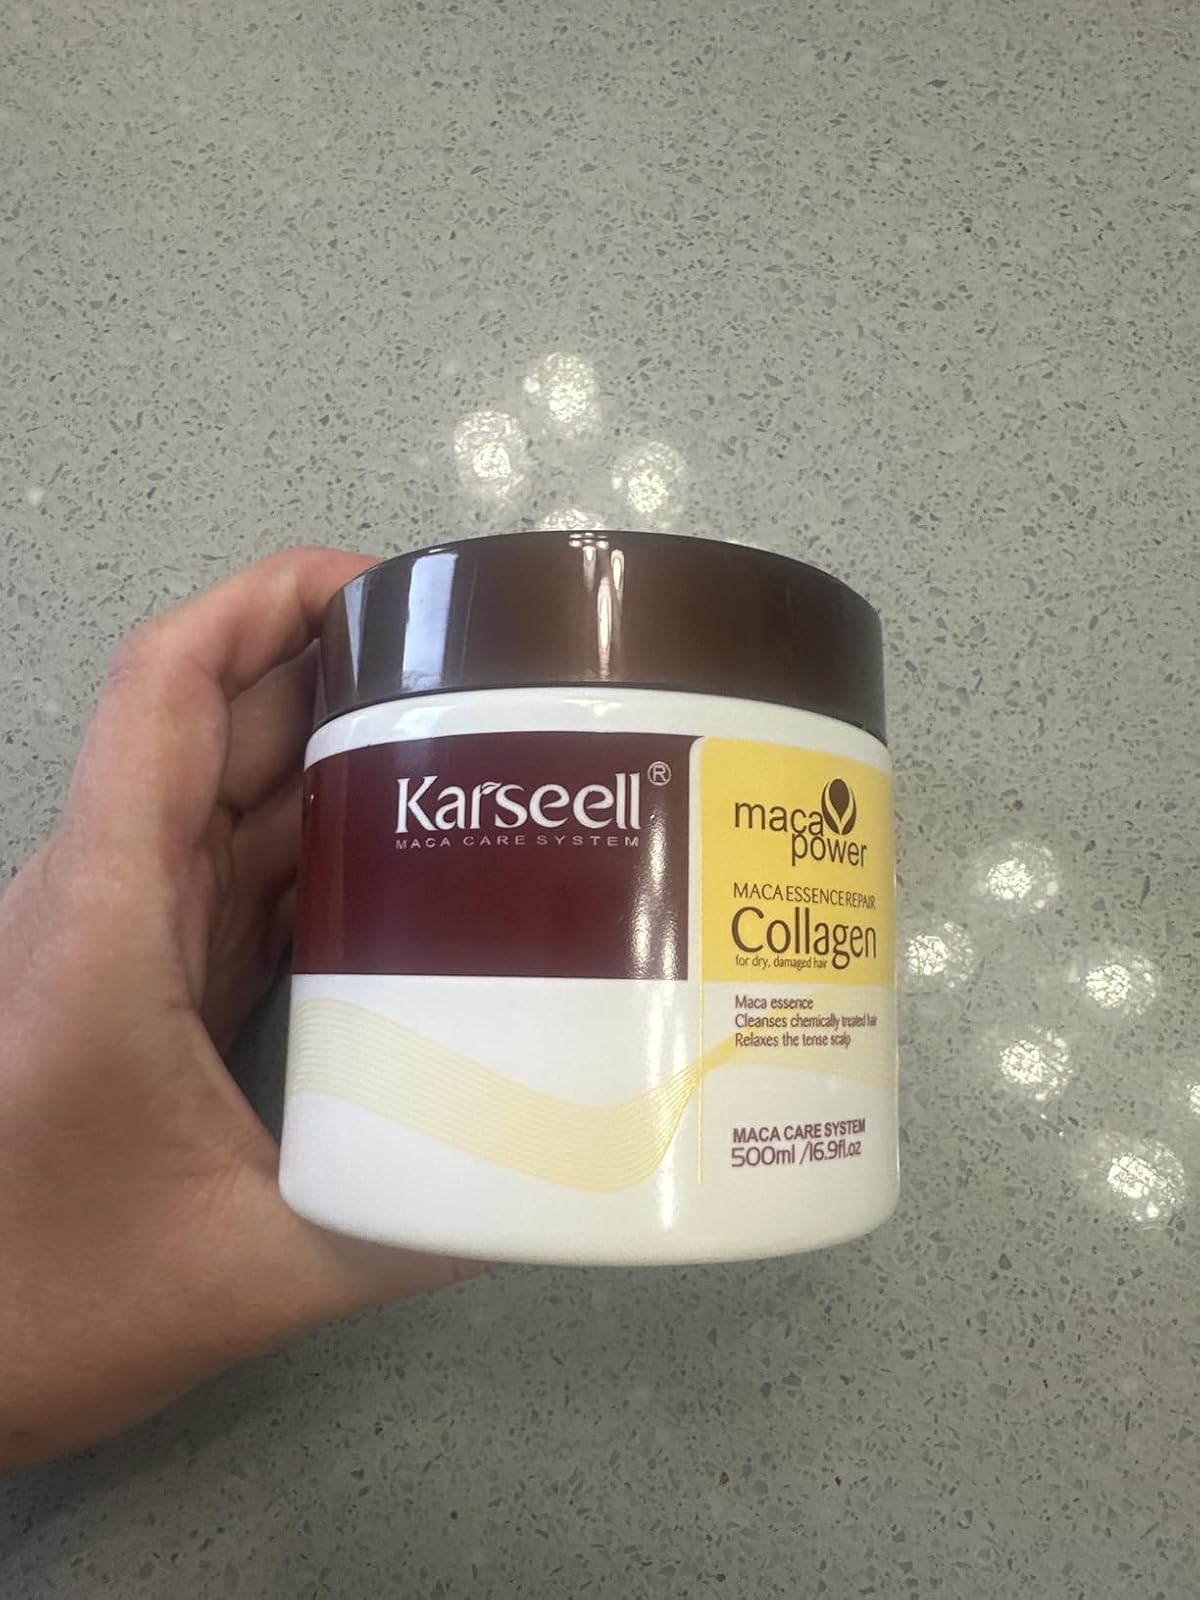 Karseell®
MACA CARE SYSTEM
maca
power
MACA ESSENCE REPAIR
Collagen
for dry, damaged hair
Maca essence
Cleanses chemically treated hair
Relaxes the tense scalp
MACA CARE SYSTEM
500ml /16.9fl.oz